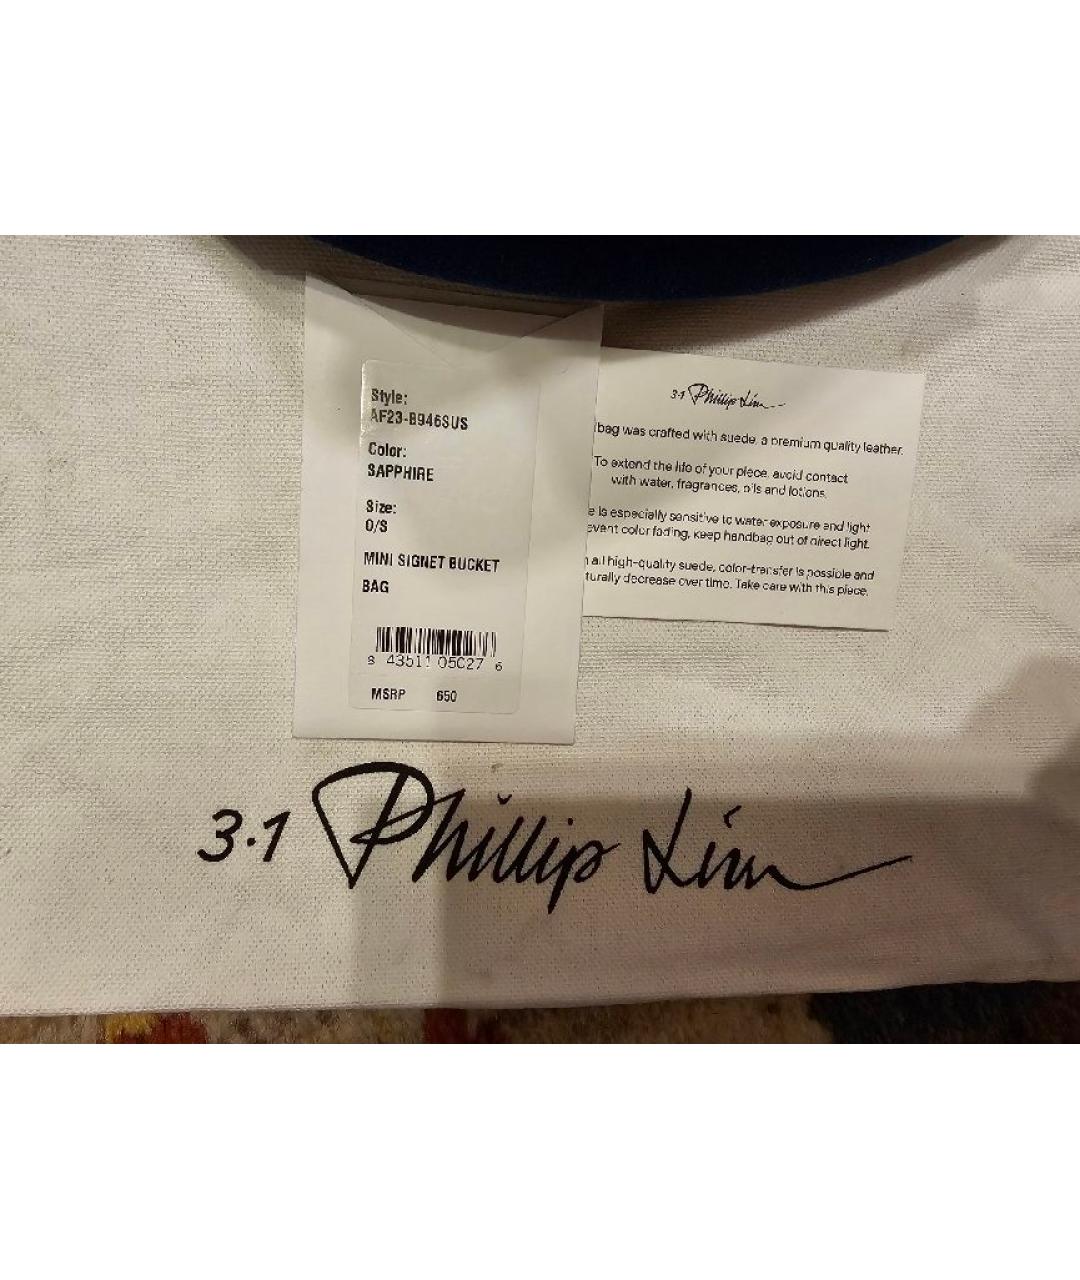 Style:
AF23-B946SUS
Color:
SAPPHIRE
Size:
O/S
MINI SIGNET BUCKET
BAG
8 43511 05027 6
MSRP 650
3·1 Phillip Lim
bag was crafted with suede, a premium quality leather.
To extend the life of your piece, avoid contact
with water, fragrances, oils and lotions.
is especially sensitive to water exposure and light
color fading, keep handbag out of direct light.
all high-quality suede, color-transfer is possible and
decrease over time. Take care with this piece.
3·1 Phillip Lim